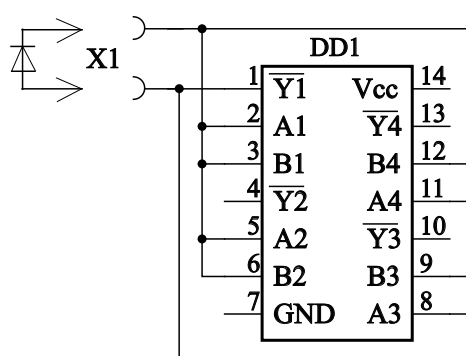 DD1
X1
1 Y1 Vcc 14
2 A1 Y4 13
3 B1 B4 12
4 Y2 A4 11
5 A2 Y3 10
6 B2 B3 9
7 GND A3 8